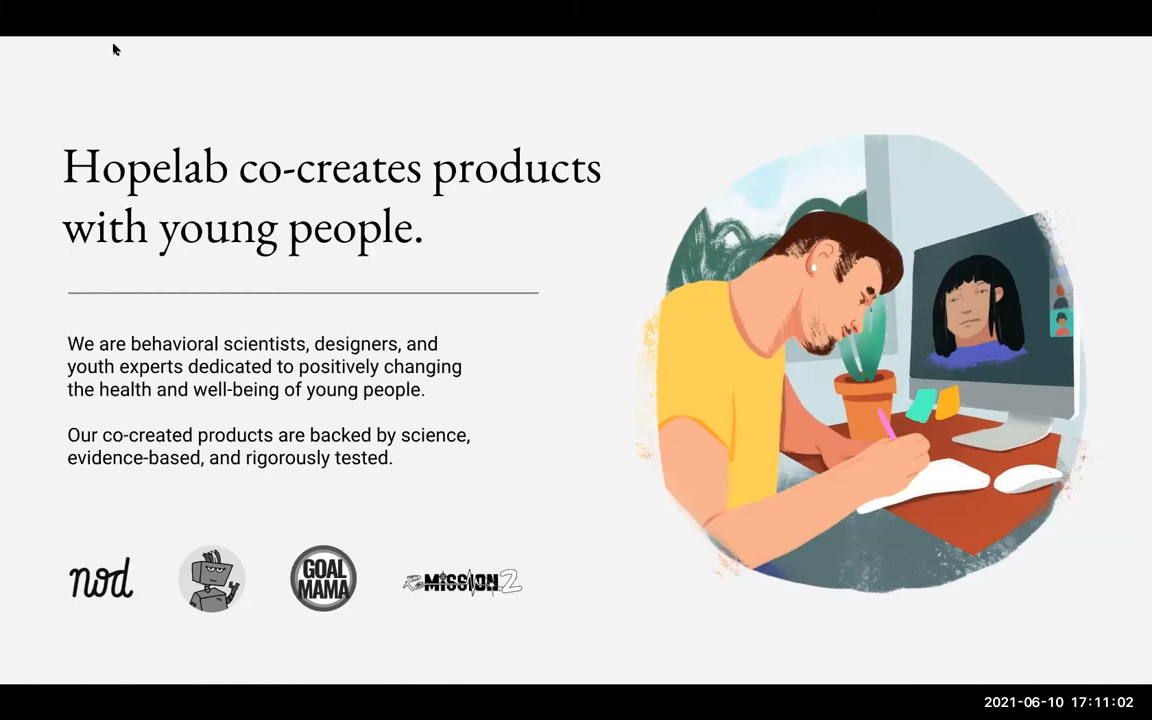 Hopelab co-creates products
with young people.
We are behavioral scientists, designers, and
youth experts dedicated to positively changing
the health and well-being of young people.
Our co-created products are backed by science,
evidence-based, and rigorously tested.
nod
GOAL
MAMA
Re-MISSION 2
2021-06-10 17:11:02